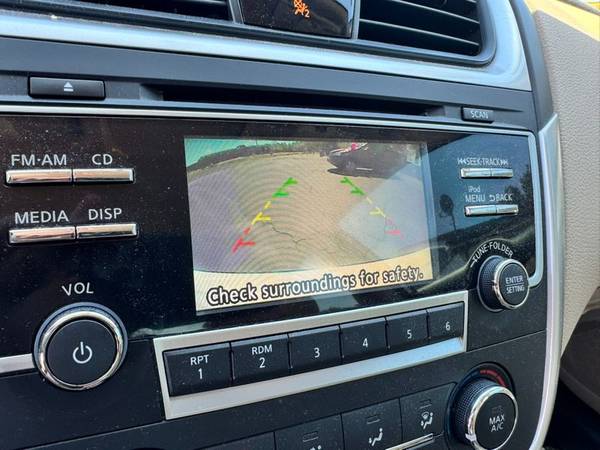 2
SCAN
FM·AM CD
SEEK·TRACK
MEDIA DISP
iPod
MENU BACK
TUNE·FOLDER
ENTER
SETTING
Check surroundings for safety.
VOL
RPT
1
RDM
2
3
4
5
6
MAX
A/C